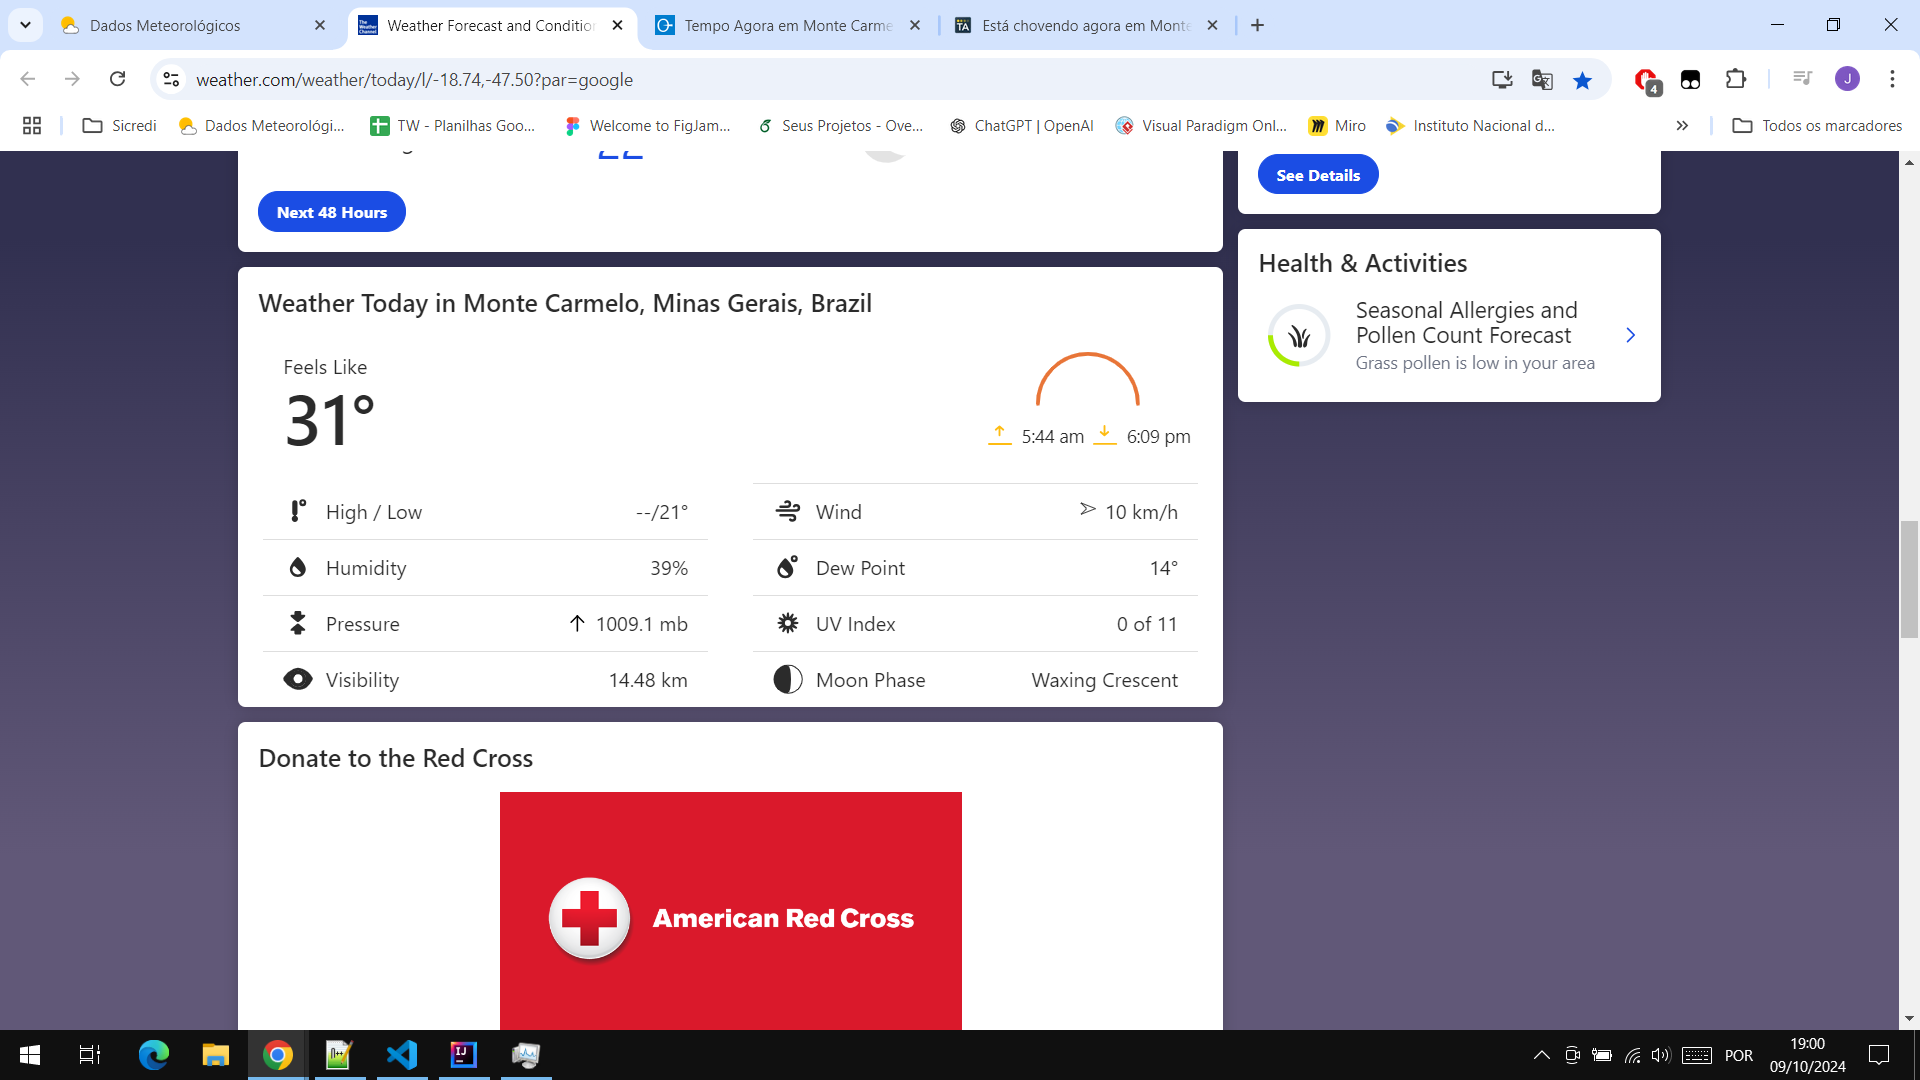 Dados Meteorológicos
Weather Forecast and Condition
Tempo Agora em Monte Carme
Está chovendo agora em Monte
weather.com/weather/today/l/-18.74,-47.50?par=google
4
J
Sicredi
Dados Meteorológi...
TW - Planilhas Goo...
Welcome to FigJam...
Seus Projetos - Ove...
ChatGPT | OpenAI
Visual Paradigm Onl...
Miro
Instituto Nacional d...
Todos os marcadores
Next 48 Hours
See Details
Health & Activities
Seasonal Allergies and
Pollen Count Forecast
Grass pollen is low in your area
Weather Today in Monte Carmelo, Minas Gerais, Brazil
Feels Like
31°
5:44 am
6:09 pm
High / Low
--/21°
Wind
10 km/h
Humidity
39%
Dew Point
14°
Pressure
1009.1 mb
UV Index
0 of 11
Visibility
14.48 km
Moon Phase
Waxing Crescent
Donate to the Red Cross
American Red Cross
POR
19:00
09/10/2024